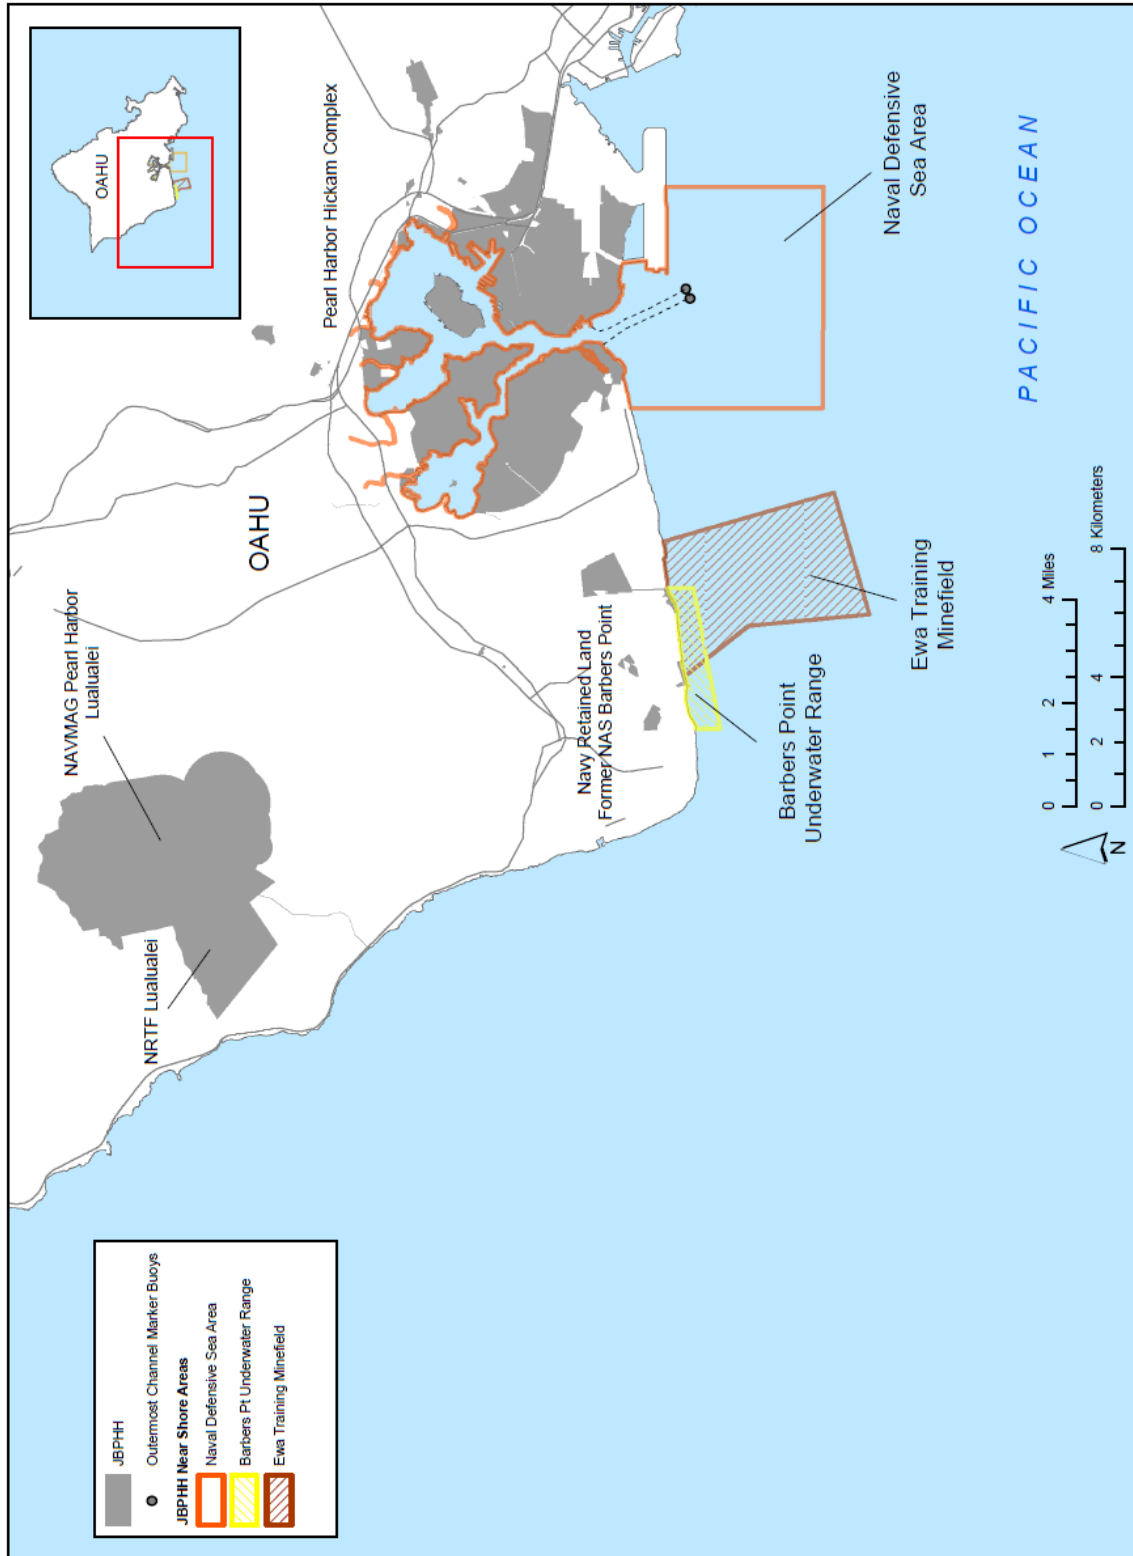 JBPHH
Outermost Channel Marker Buoys
JBPHH Near Shore Areas
Naval Defensive Sea Area
Barbers Pt Underwater Range
Ewa Training Minefield
NRTF Lualualei
NAVMAG Pearl Harbor
Lualualei
OAHU
Pearl Harbor Hickam Complex
OAHU
Navy Retained Land
Former NAS Barbers Point
Barbers Point
Underwater Range
Ewa Training
Minefield
Naval Defensive
Sea Area
PACIFIC OCEAN
N
0 1 2 4 Miles
0 2 4 8 Kilometers